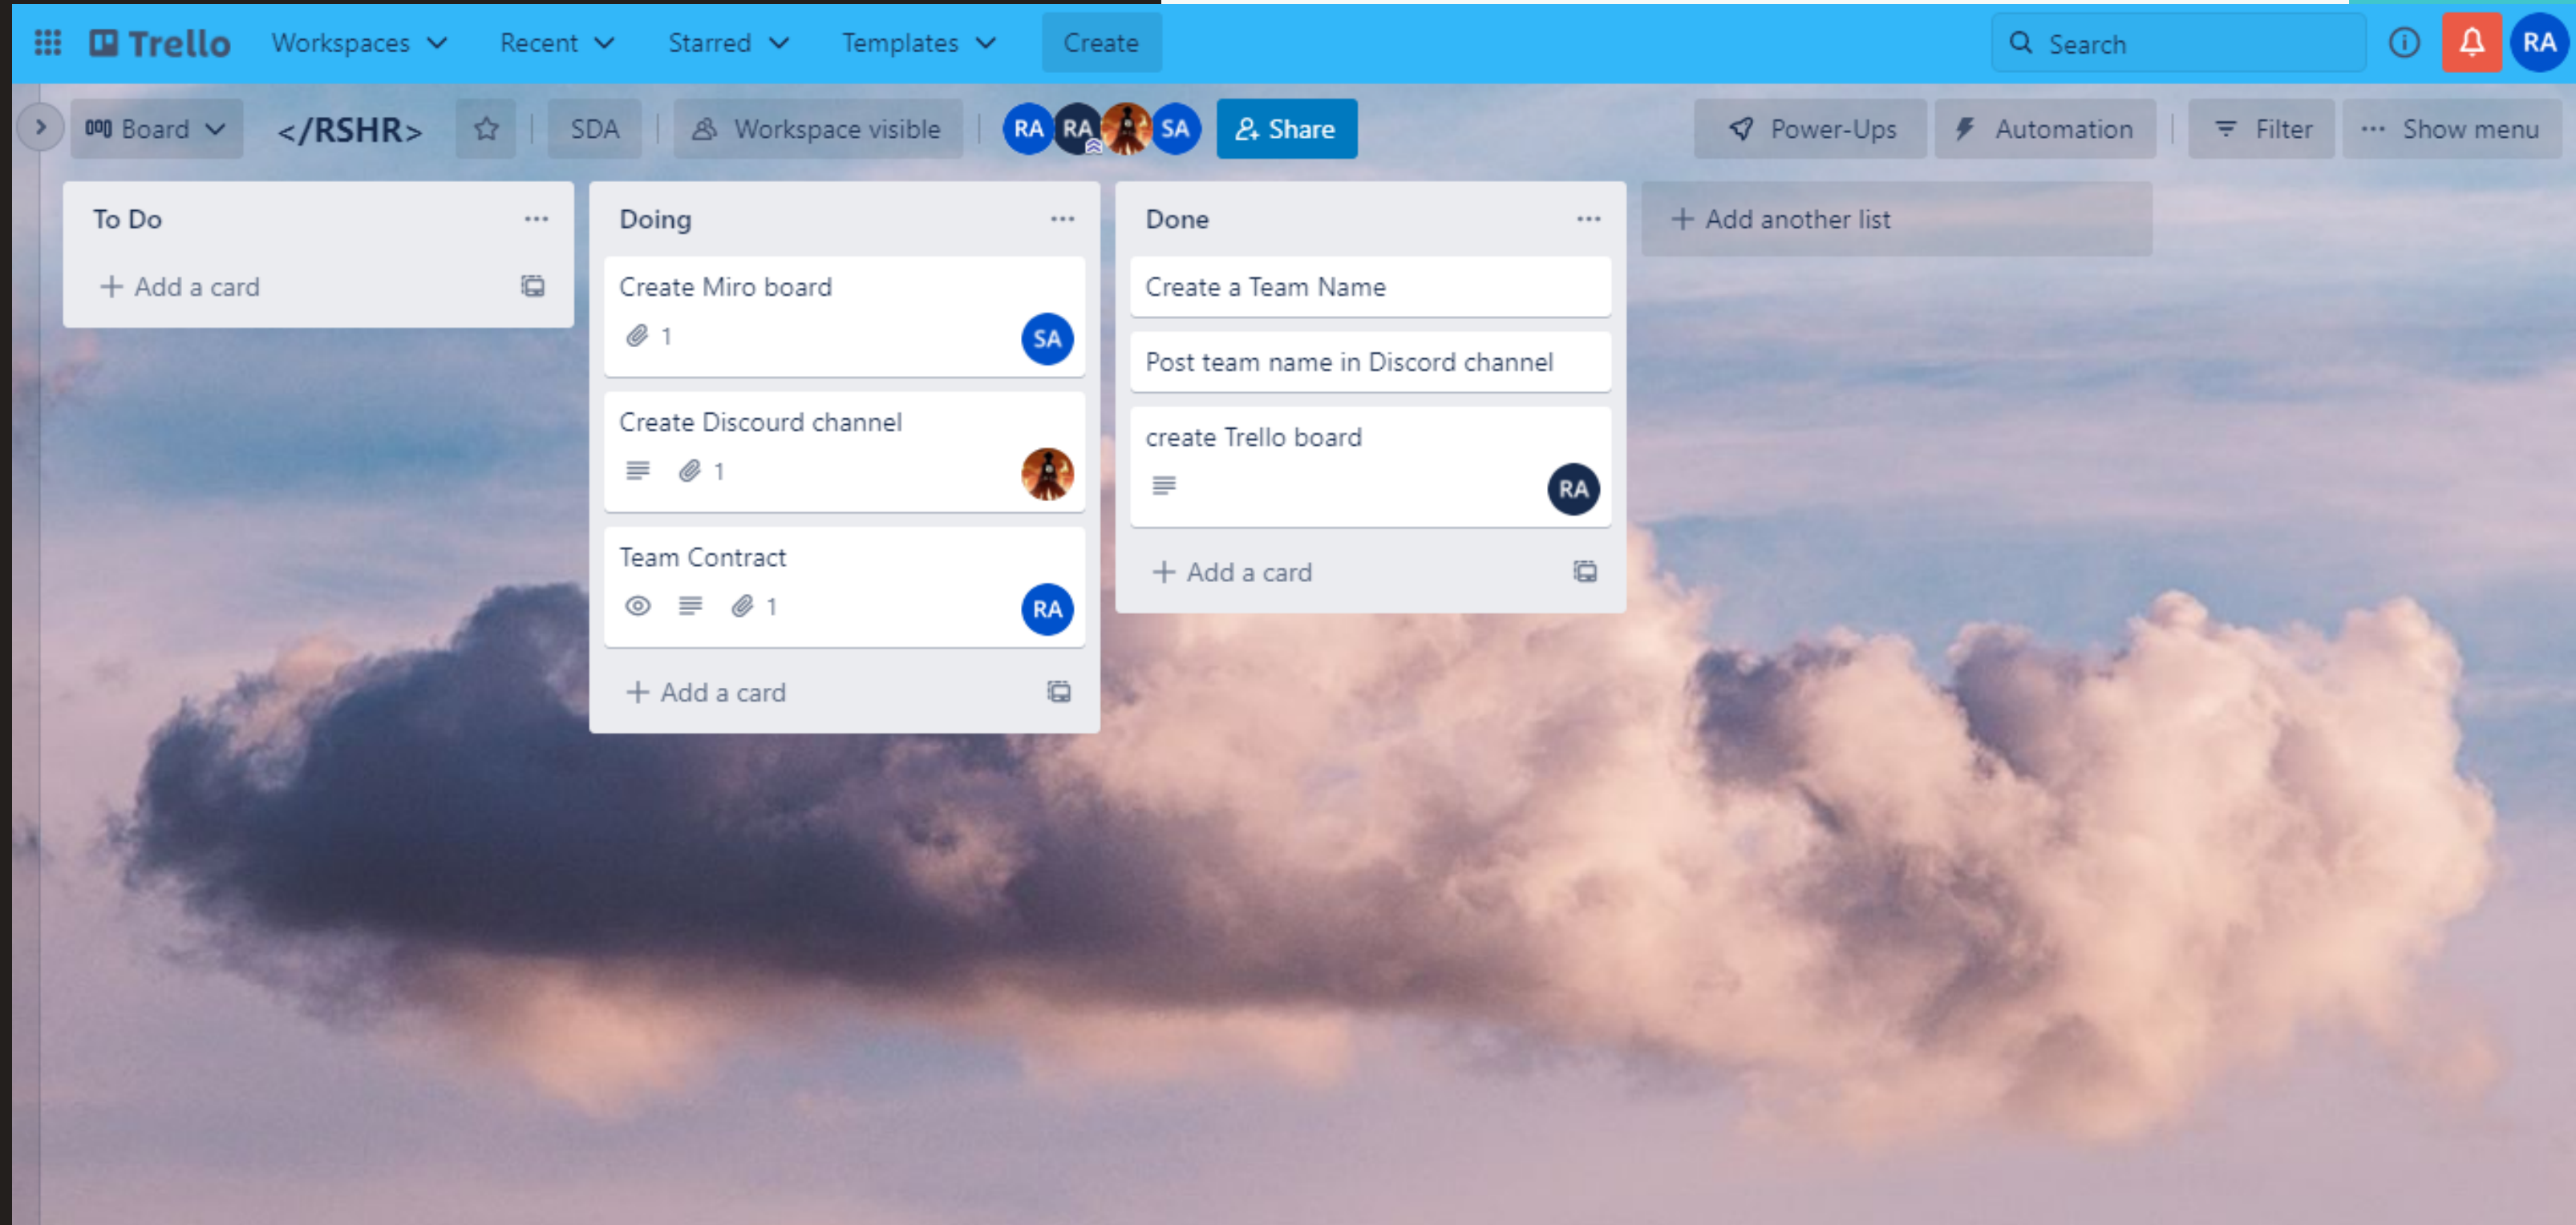 Trello Workspaces Recent Starred Templates Create Search RA
Board </RSHR> SDA Workspace visible RA RA SA Share Power-Ups Automation Filter Show menu
To Do
Add a card
Doing
Create Miro board
1 SA
Create Discourd channel
1
Team Contract
1 RA
Add a card
Done
Create a Team Name
Post team name in Discord channel
create Trello board
RA
Add a card
Add another list